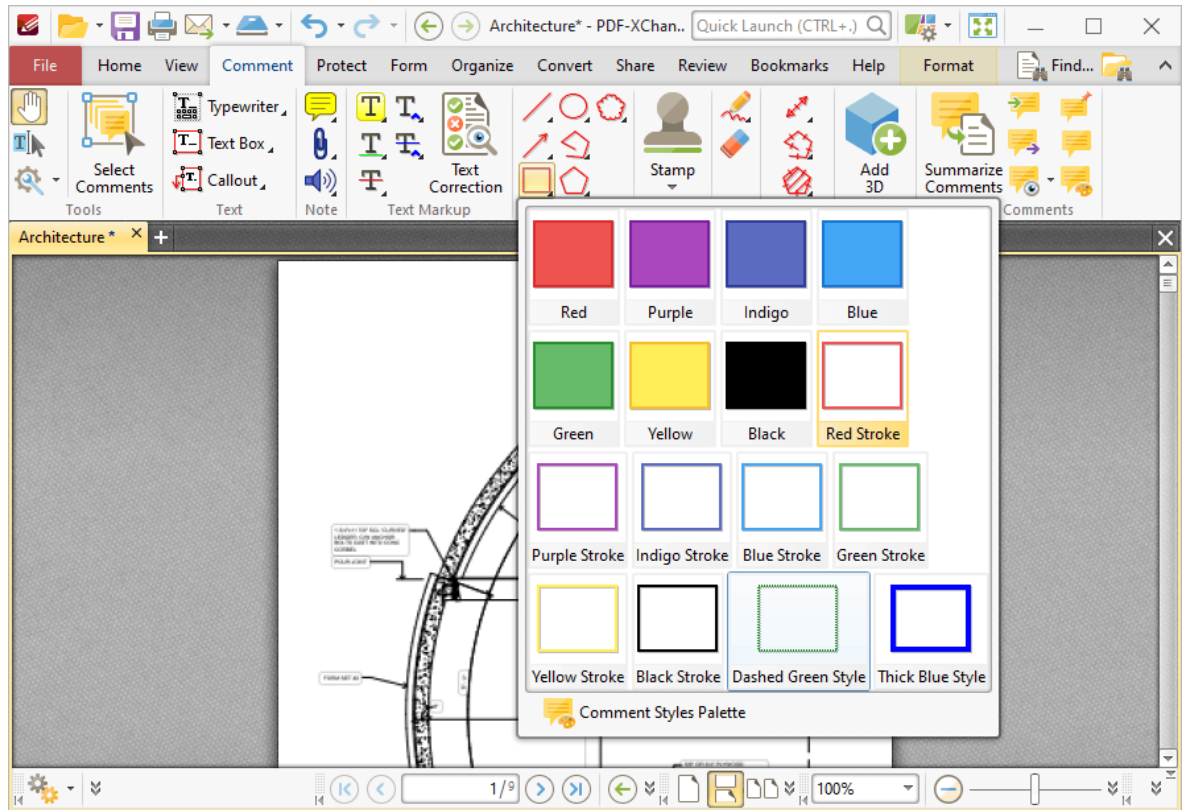 Architecture* - PDF-XChan..
Quick Launch (CTRL+.)
File Home View Comment Protect Form Organize Convert Share Review Bookmarks Help Format Find...
Select Comments
Tools
Typewriter
Text Box
Callout
Text
Note
Text Correction
Text Markup
Stamp
Add 3D
Summarize Comments
Comments
Architecture *
Red Purple Indigo Blue
Green Yellow Black Red Stroke
Purple Stroke Indigo Stroke Blue Stroke Green Stroke
Yellow Stroke Black Stroke Dashed Green Style Thick Blue Style
Comment Styles Palette
POUR JOINT
1/9
100%